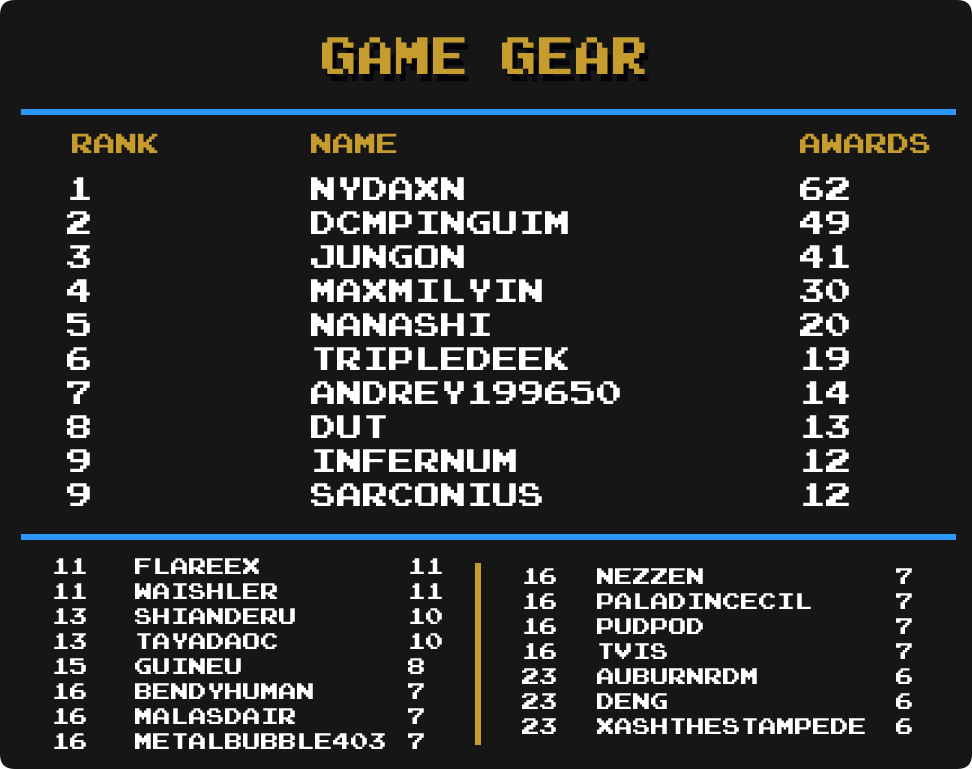 GAME GEAR
RANK NAME AWARDS
1 NYDAXN 62
2 DCMPINGUIM 49
3 JUNGON 41
4 MAXMILYIN 30
5 NANASHI 20
6 TRIPLEDEEK 19
7 ANDREY199650 14
8 DUT 13
9 INFERNUM 12
9 SARCONIUS 12
11 FLAREEX 11
11 WAISHLER 11
13 SHIANDERU 10
13 TAYADAOC 10
15 GUINEU 8
16 BENDYHUMAN 7
16 MALASDAIR 7
16 METALBUBBLE403 7
16 NEZZEN 7
16 PALADINCECIL 7
16 PUDPOD 7
16 TVIS 7
23 AUBURNRDM 6
23 DENG 6
23 XASHTHESTAMPEDE 6